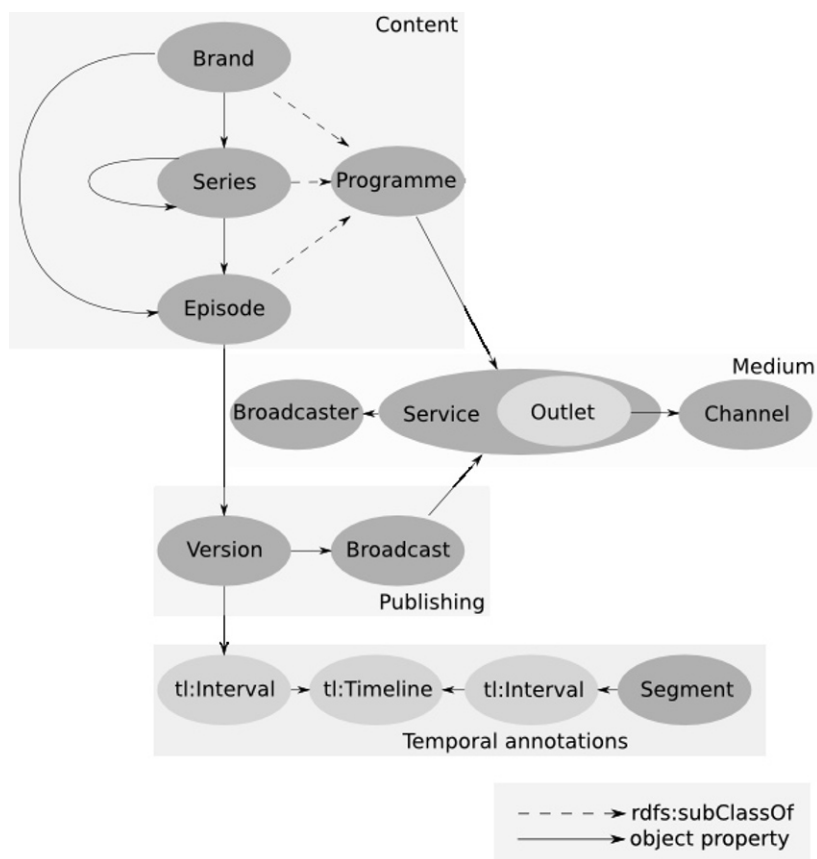 Content
Brand
Series
Programme
Episode
Medium
Broadcaster
Service
Outlet
Channel
Version
Broadcast
Publishing
tl:Interval
tl:Timeline
tl:Interval
Segment
Temporal annotations
rdfs:subClassOf
object property